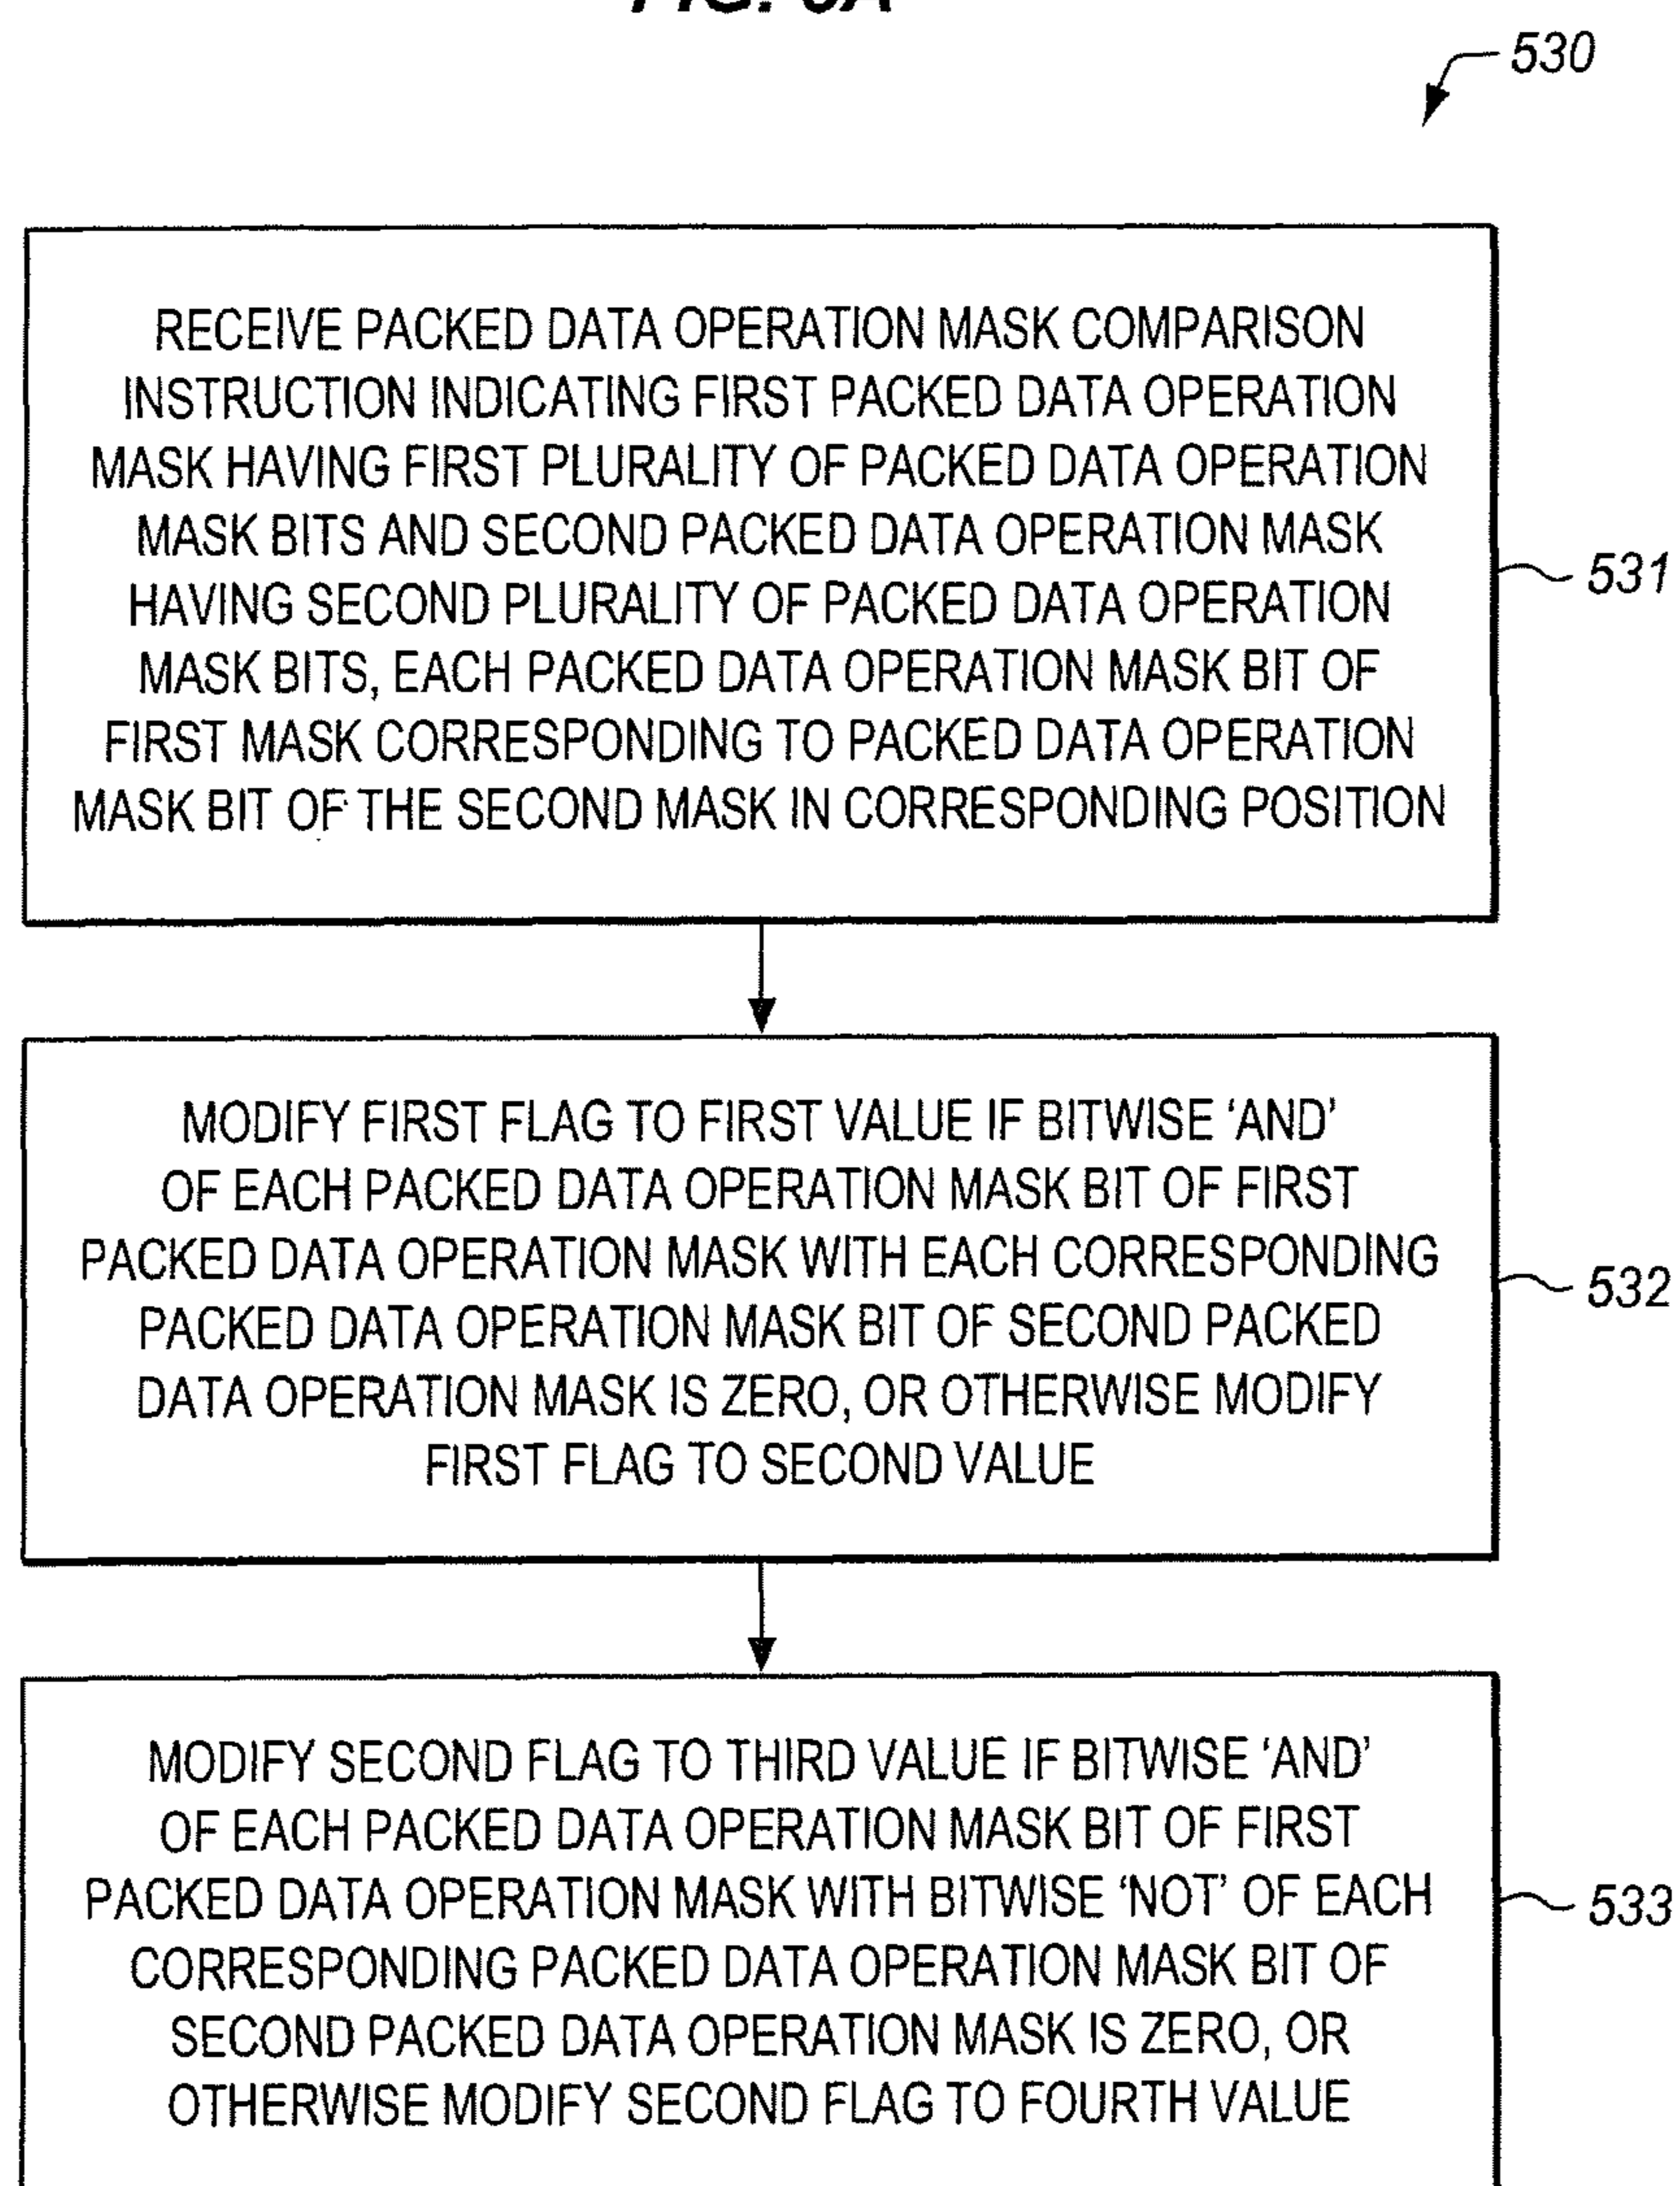 530
RECEIVE PACKED DATA OPERATION MASK COMPARISON
INSTRUCTION INDICATING FIRST PACKED DATA OPERATION
MASK HAVING FIRST PLURALITY OF PACKED DATA OPERATION
MASK BITS AND SECOND PACKED DATA OPERATION MASK
HAVING SECOND PLURALITY OF PACKED DATA OPERATION
MASK BITS, EACH PACKED DATA OPERATION MASK BIT OF
FIRST MASK CORRESPONDING TO PACKED DATA OPERATION
MASK BIT OF THE SECOND MASK IN CORRESPONDING POSITION
531
MODIFY FIRST FLAG TO FIRST VALUE IF BITWISE ‘AND’
OF EACH PACKED DATA OPERATION MASK BIT OF FIRST
PACKED DATA OPERATION MASK WITH EACH CORRESPONDING
PACKED DATA OPERATION MASK BIT OF SECOND PACKED
DATA OPERATION MASK IS ZERO, OR OTHERWISE MODIFY
FIRST FLAG TO SECOND VALUE
532
MODIFY SECOND FLAG TO THIRD VALUE IF BITWISE ‘AND’
OF EACH PACKED DATA OPERATION MASK BIT OF FIRST
PACKED DATA OPERATION MASK WITH BITWISE ‘NOT’ OF EACH
CORRESPONDING PACKED DATA OPERATION MASK BIT OF
SECOND PACKED DATA OPERATION MASK IS ZERO, OR
OTHERWISE MODIFY SECOND FLAG TO FOURTH VALUE
533